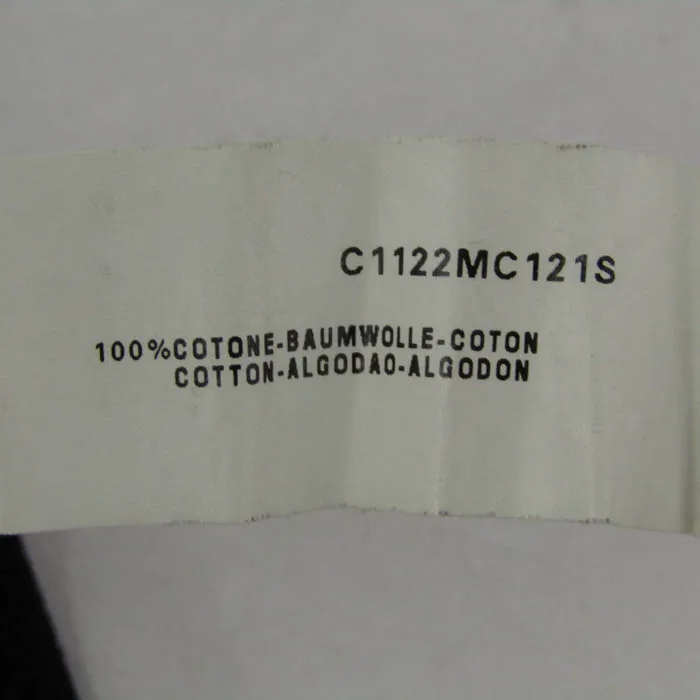 C1122MC121S
100%COTONE-BAUMWOLLE-COTON
COTTON-ALGODAO-ALGODON